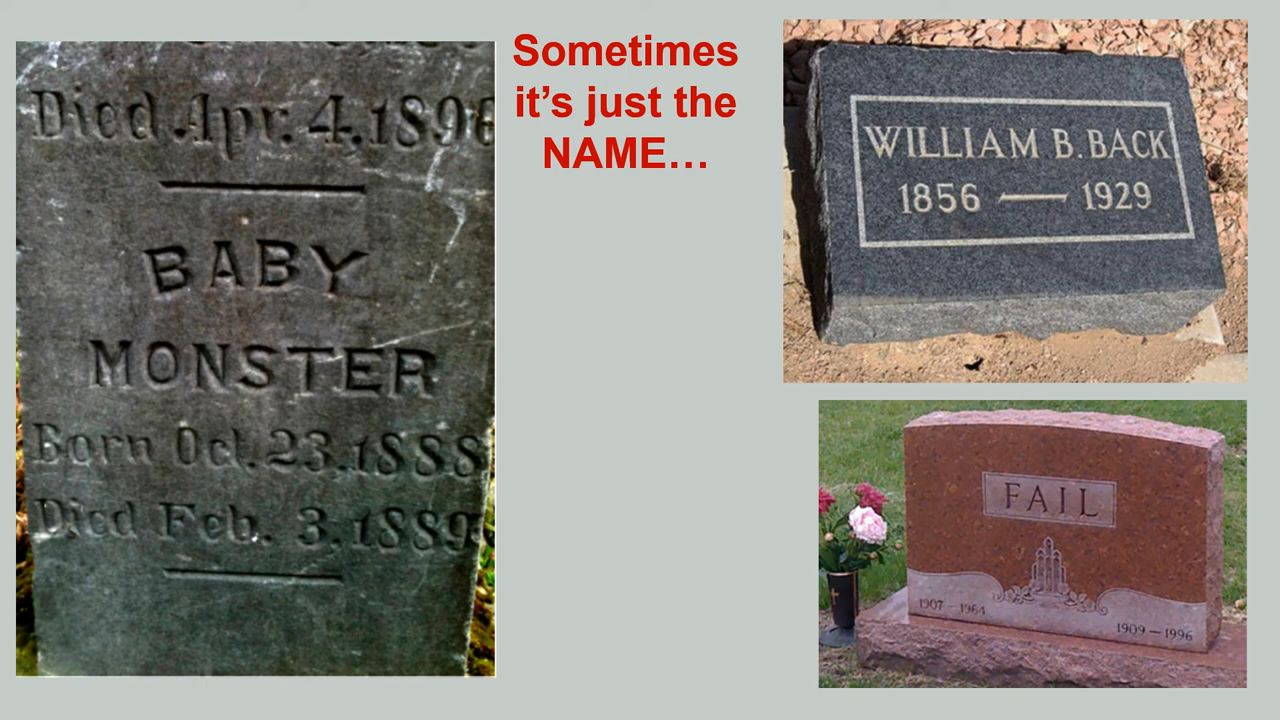 Died Apr. 4, 1896
BABY
MONSTER
Born Oct. 23, 1888
Died Feb. 3, 1889
Sometimes
it’s just the
NAME…
WILLIAM B. BACK
1856 — 1929
FAIL
1907 — 1964
1909 — 1996